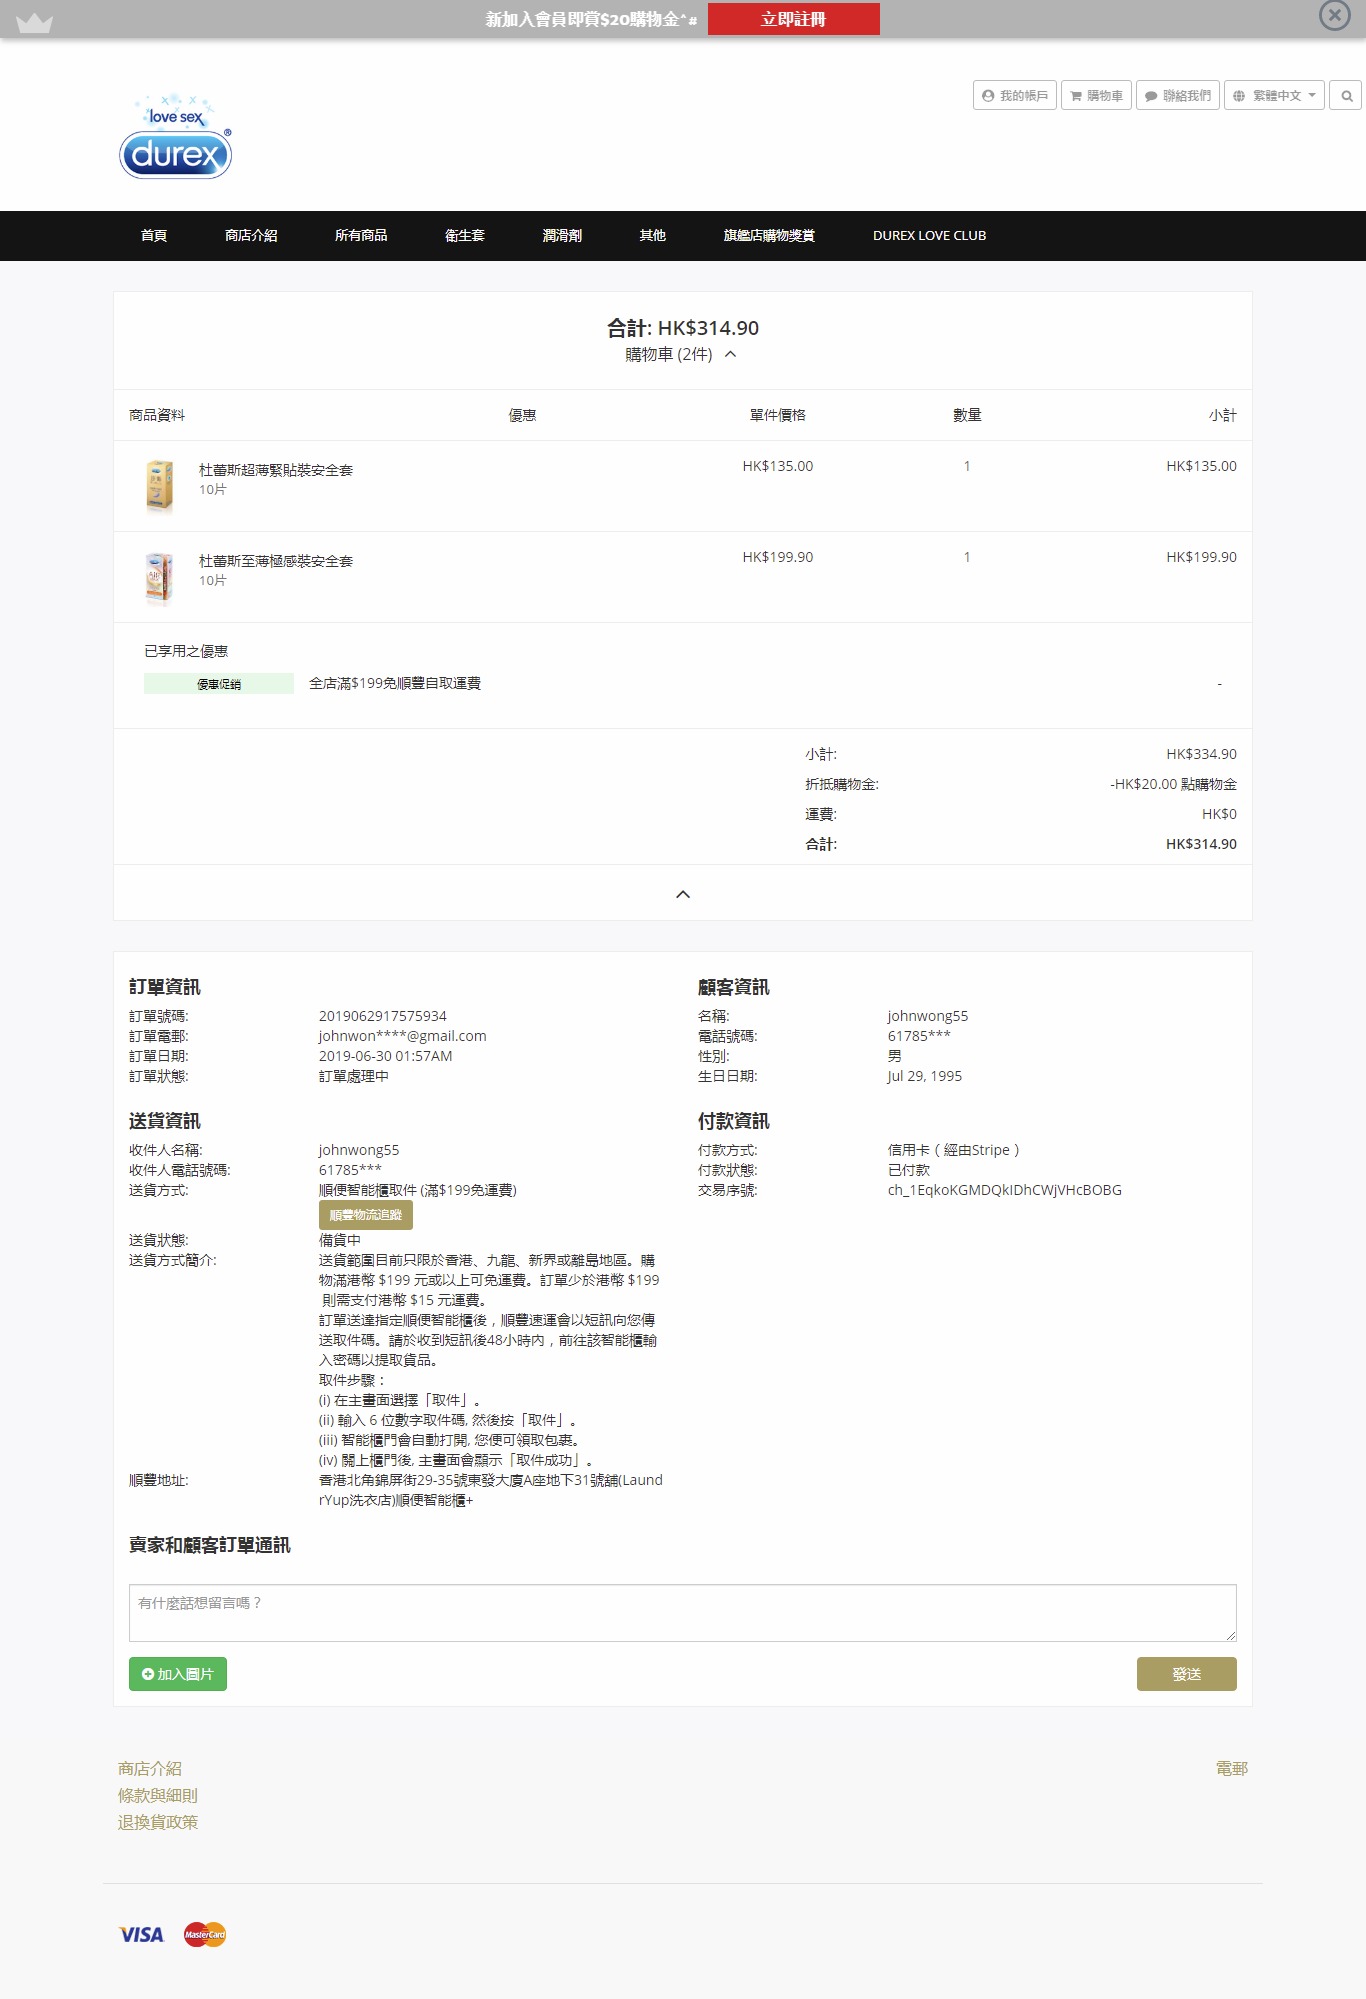 新加入會員即賞$20購物金^#
立即註冊
我的帳戶
購物車
聯絡我們
繁體中文
love sex
durex®
首頁
商店介紹
所有商品
衛生套
潤滑劑
其他
旗艦店購物獎賞
DUREX LOVE CLUB
合計: HK$314.90
購物車 (2件)
商品資料 優惠 單件價格 數量 小計
杜蕾斯超薄緊貼裝安全套 HK$135.00 1 HK$135.00
10片
杜蕾斯至薄極感裝安全套 HK$199.90 1 HK$199.90
10片
已享用之優惠
優惠促銷 全店滿$199免順豐自取運費 -
小計: HK$334.90
折抵購物金: -HK$20.00 點購物金
運費: HK$0
合計: HK$314.90
訂單資訊
訂單號碼: 2019062917575934
訂單電郵: johnwon****@gmail.com
訂單日期: 2019-06-30 01:57AM
訂單狀態: 訂單處理中
顧客資訊
名稱: johnwong55
電話號碼: 61785***
性別: 男
生日日期: Jul 29, 1995
送貨資訊
收件人名稱: johnwong55
收件人電話號碼: 61785***
送貨方式: 順便智能櫃取件 (滿$199免運費)
順豐物流追蹤
送貨狀態: 備貨中
送貨方式簡介: 送貨範圍目前只限於香港、九龍、新界或離島地區。購
物滿港幣 $199 元或以上可免運費。訂單少於港幣 $199
則需支付港幣 $15 元運費。
訂單送達指定順便智能櫃後，順豐速運會以短訊向您傳
送取件碼。請於收到短訊後48小時內，前往該智能櫃輸
入密碼以提取貨品。
取件步驟：
(i) 在主畫面選擇「取件」。
(ii) 輸入 6 位數字取件碼, 然後按「取件」。
(iii) 智能櫃門會自動打開, 您便可領取包裹。
(iv) 關上櫃門後, 主畫面會顯示「取件成功」。
順豐地址: 香港北角錦屏街29-35號東發大廈A座地下31號舖(Laund
rYup洗衣店)順便智能櫃+
付款資訊
付款方式: 信用卡（經由Stripe）
付款狀態: 已付款
交易序號: ch_1EqkoKGMDQkIDhCWjVHcBOBG
賣家和顧客訂單通訊
有什麼話想留言嗎？
加入圖片
發送
商店介紹
條款與細則
退換貨政策
電郵
VISA
MasterCard